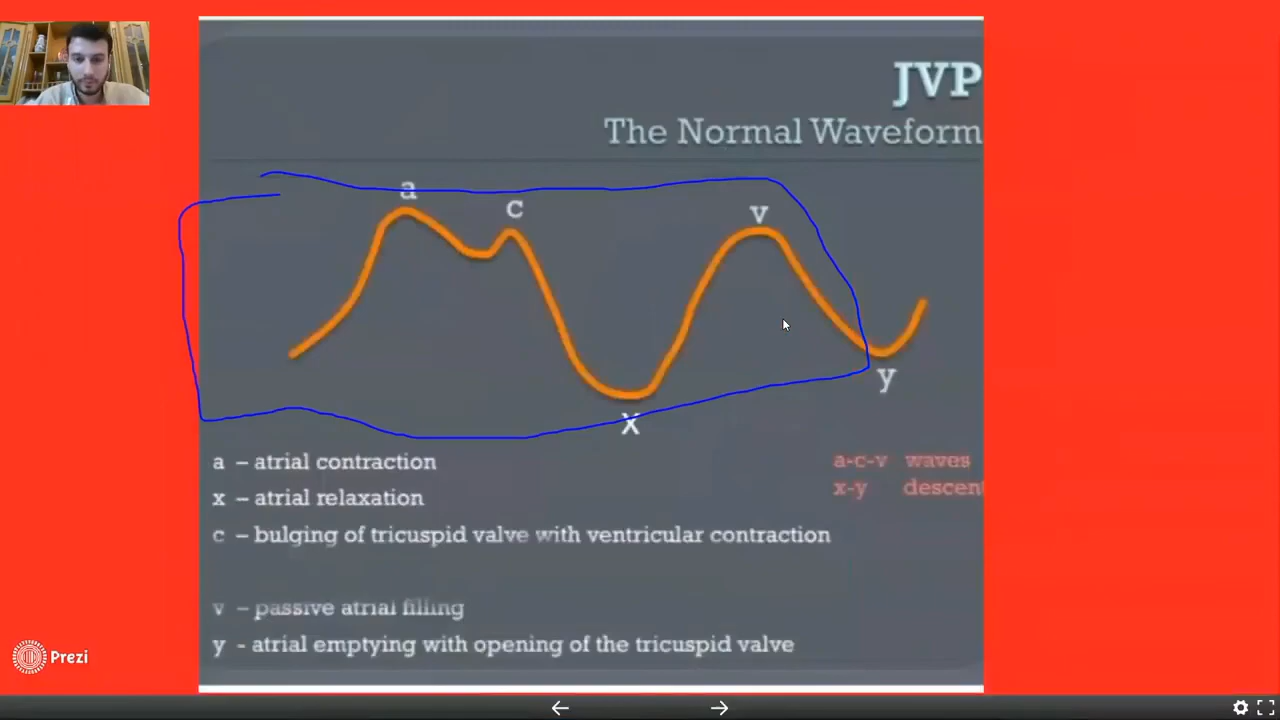 JVP
The Normal Waveform
a
c
v
x
y
a – atrial contraction
x – atrial relaxation
c – bulging of tricuspid valve with ventricular contraction
v – passive atrial filling
y - atrial emptying with opening of the tricuspid valve
a-c-v waves
x-y descent
Prezi